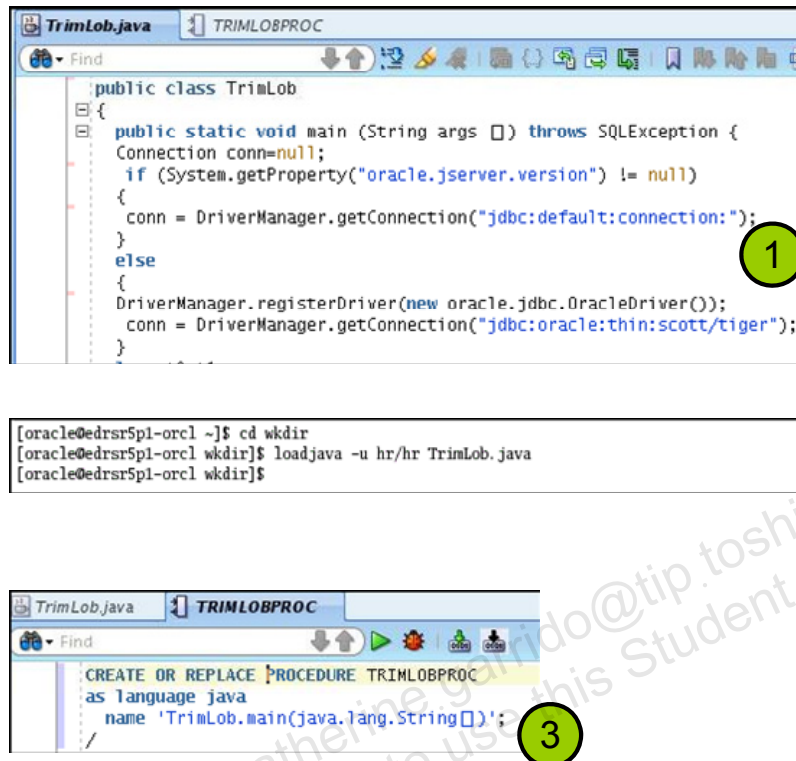 TrimLob.java TRIMLOBPROC
Find
public class TrimLob
{
public static void main (String args []) throws SQLException {
Connection conn=null;
if (System.getProperty("oracle.jserver.version") != null)
{
conn = DriverManager.getConnection("jdbc:default:connection:");
}
else
{
DriverManager.registerDriver(new oracle.jdbc.OracleDriver());
conn = DriverManager.getConnection("jdbc:oracle:thin:scott/tiger");
}
1
[oracle@edrsr5p1-orcl ~]$ cd wkdir
[oracle@edrsr5p1-orcl wkdir]$ loadjava -u hr/hr TrimLob.java
[oracle@edrsr5p1-orcl wkdir]$
TrimLob.java TRIMLOBPROC
Find
CREATE OR REPLACE PROCEDURE TRIMLOBPROC
as language java
name 'TrimLob.main(java.lang.String[])';
/
3